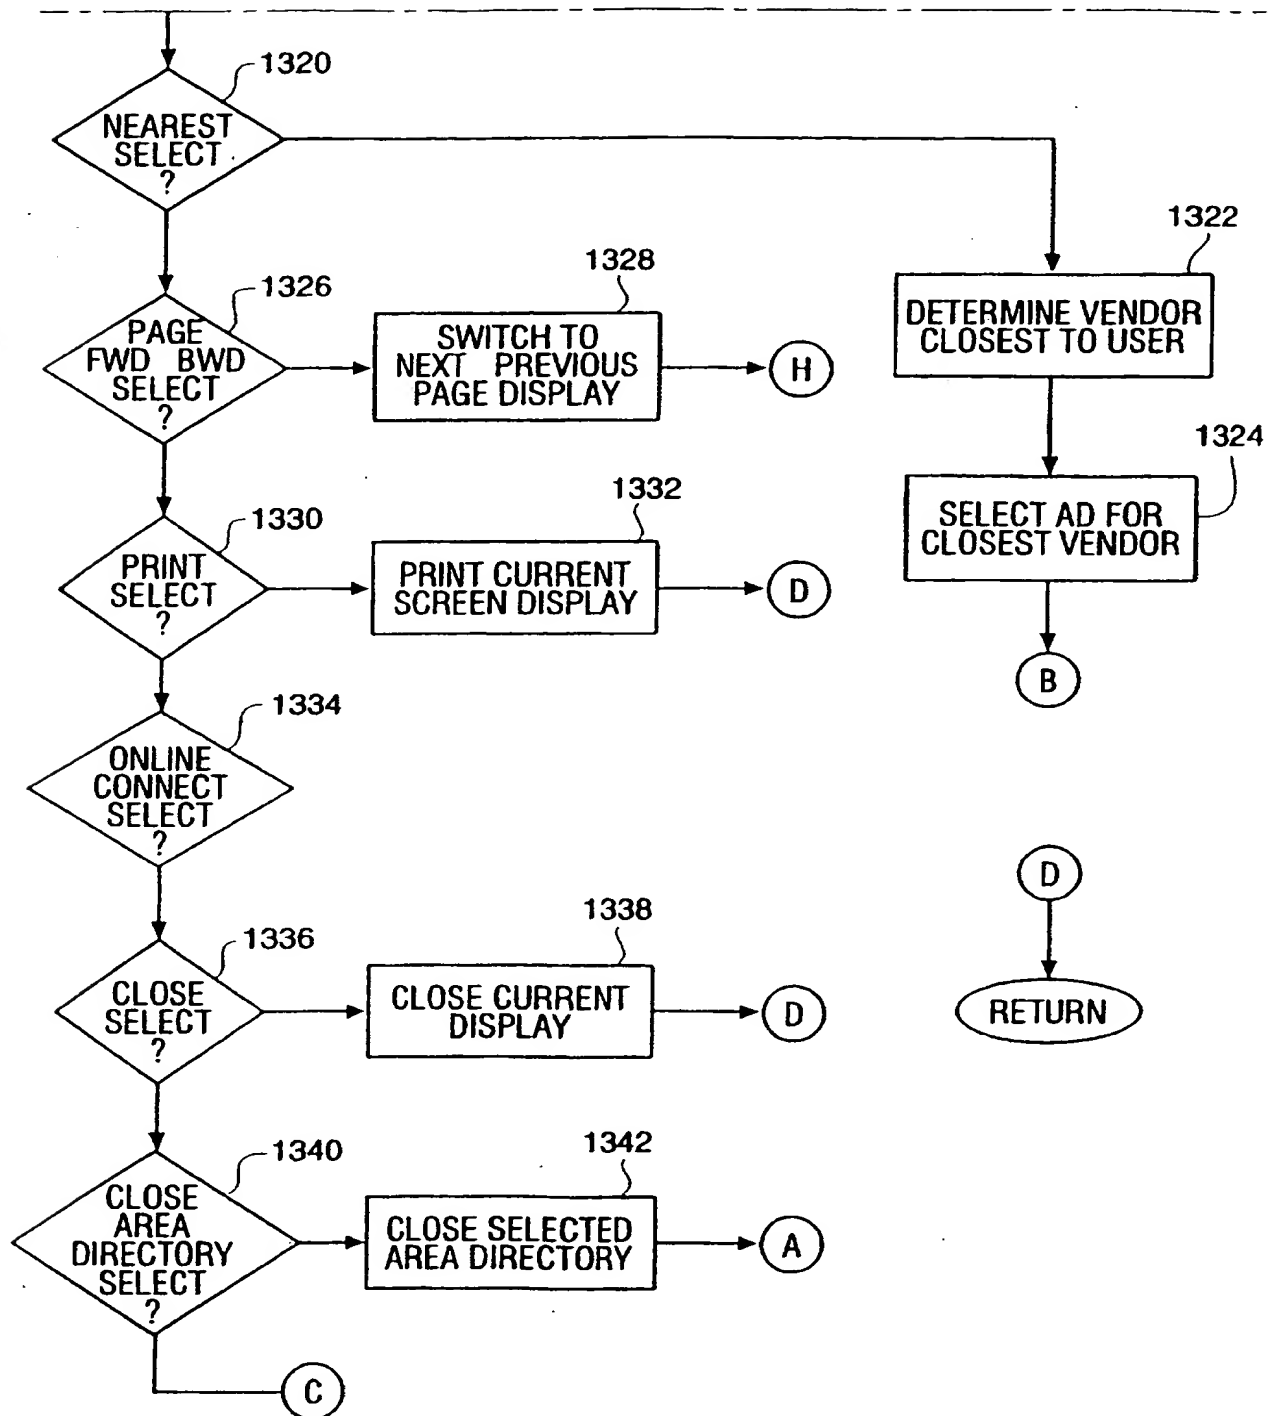 1320
NEAREST
SELECT
?
1322
DETERMINE VENDOR
CLOSEST TO USER
1326
PAGE
FWD BWD
SELECT
?
1328
SWITCH TO
NEXT PREVIOUS
PAGE DISPLAY
H
1324
SELECT AD FOR
CLOSEST VENDOR
B
1330
PRINT
SELECT
?
1332
PRINT CURRENT
SCREEN DISPLAY
D
1334
ONLINE
CONNECT
SELECT
?
D
RETURN
1336
CLOSE
SELECT
?
1338
CLOSE CURRENT
DISPLAY
D
1340
CLOSE
AREA
DIRECTORY
SELECT
?
1342
CLOSE SELECTED
AREA DIRECTORY
A
C